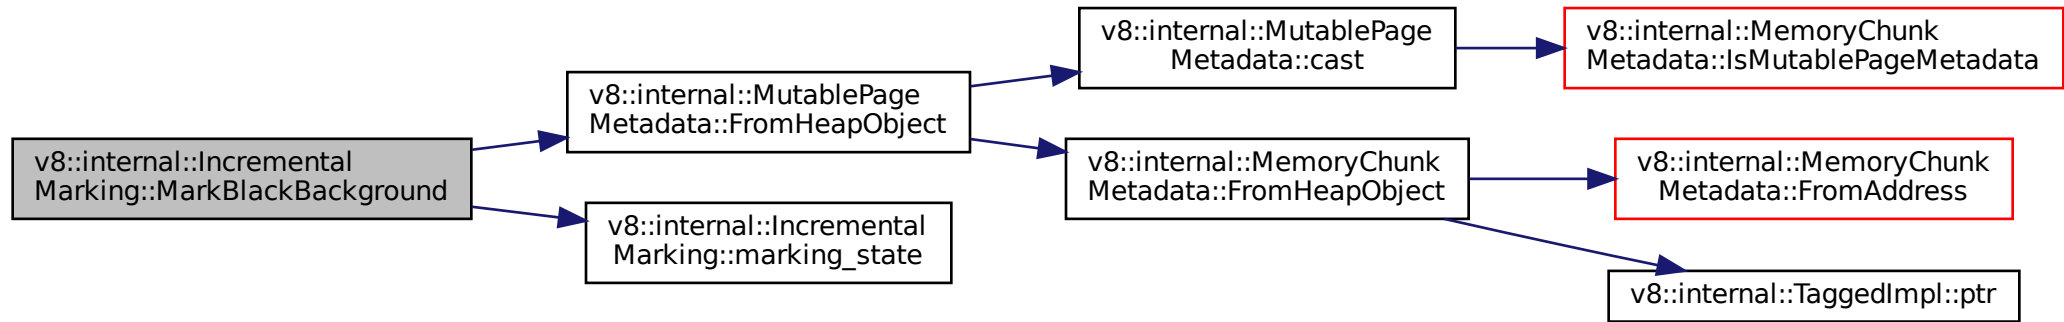 v8::internal::Incremental
Marking::MarkBlackBackground
v8::internal::MutablePage
Metadata::FromHeapObject
v8::internal::Incremental
Marking::marking_state
v8::internal::MutablePage
Metadata::cast
v8::internal::MemoryChunk
Metadata::FromHeapObject
v8::internal::MemoryChunk
Metadata::IsMutablePageMetadata
v8::internal::MemoryChunk
Metadata::FromAddress
v8::internal::TaggedImpl::ptr